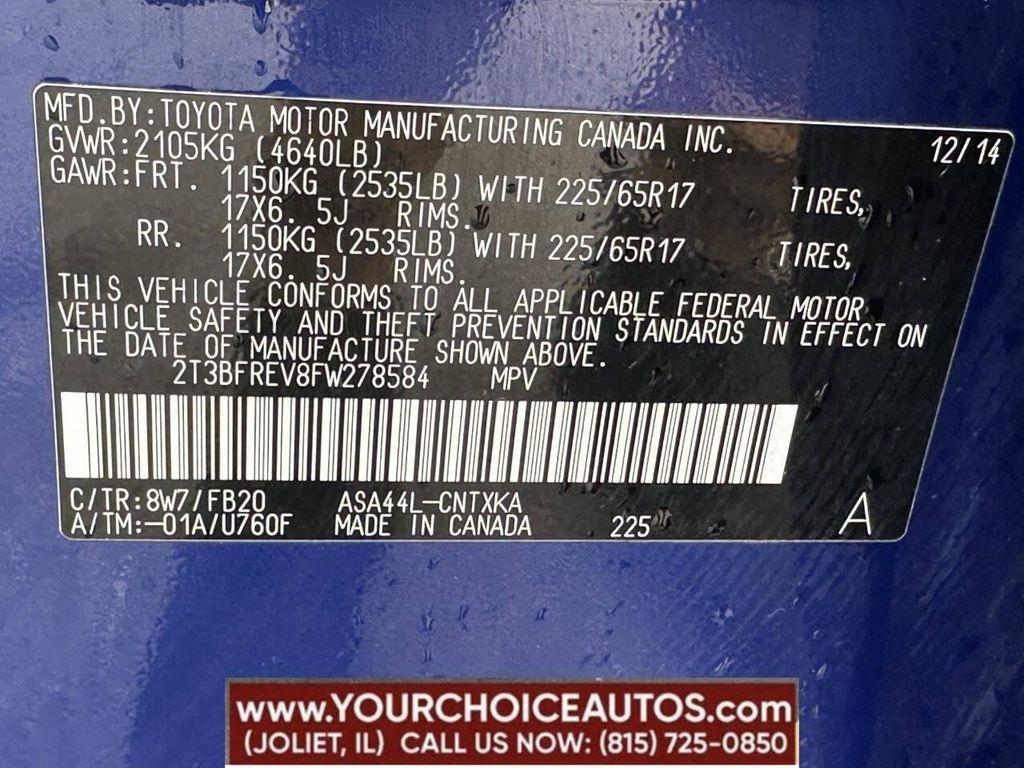 MFD.BY:TOYOTA MOTOR MANUFACTURING CANADA INC. 12/14
GVWR:2105KG (4640LB)
GAWR:FRT. 1150KG (2535LB) WITH 225/65R17 TIRES,
17X6. 5J RIMS.
RR. 1150KG (2535LB) WITH 225/65R17 TIRES,
17X6. 5J RIMS.
THIS VEHICLE CONFORMS TO ALL APPLICABLE FEDERAL MOTOR
VEHICLE SAFETY AND THEFT PREVENTION STANDARDS IN EFFECT ON
THE DATE OF MANUFACTURE SHOWN ABOVE.
2T3BFREV8FW278584 MPV
C/TR:8W7/FB20 ASA44L-CNTXKA
A/TM:-01A/U760F MADE IN CANADA 225 A
www.YOURCHOICEAUTOS.com
(JOLIET, IL) CALL US NOW: (815) 725-0850